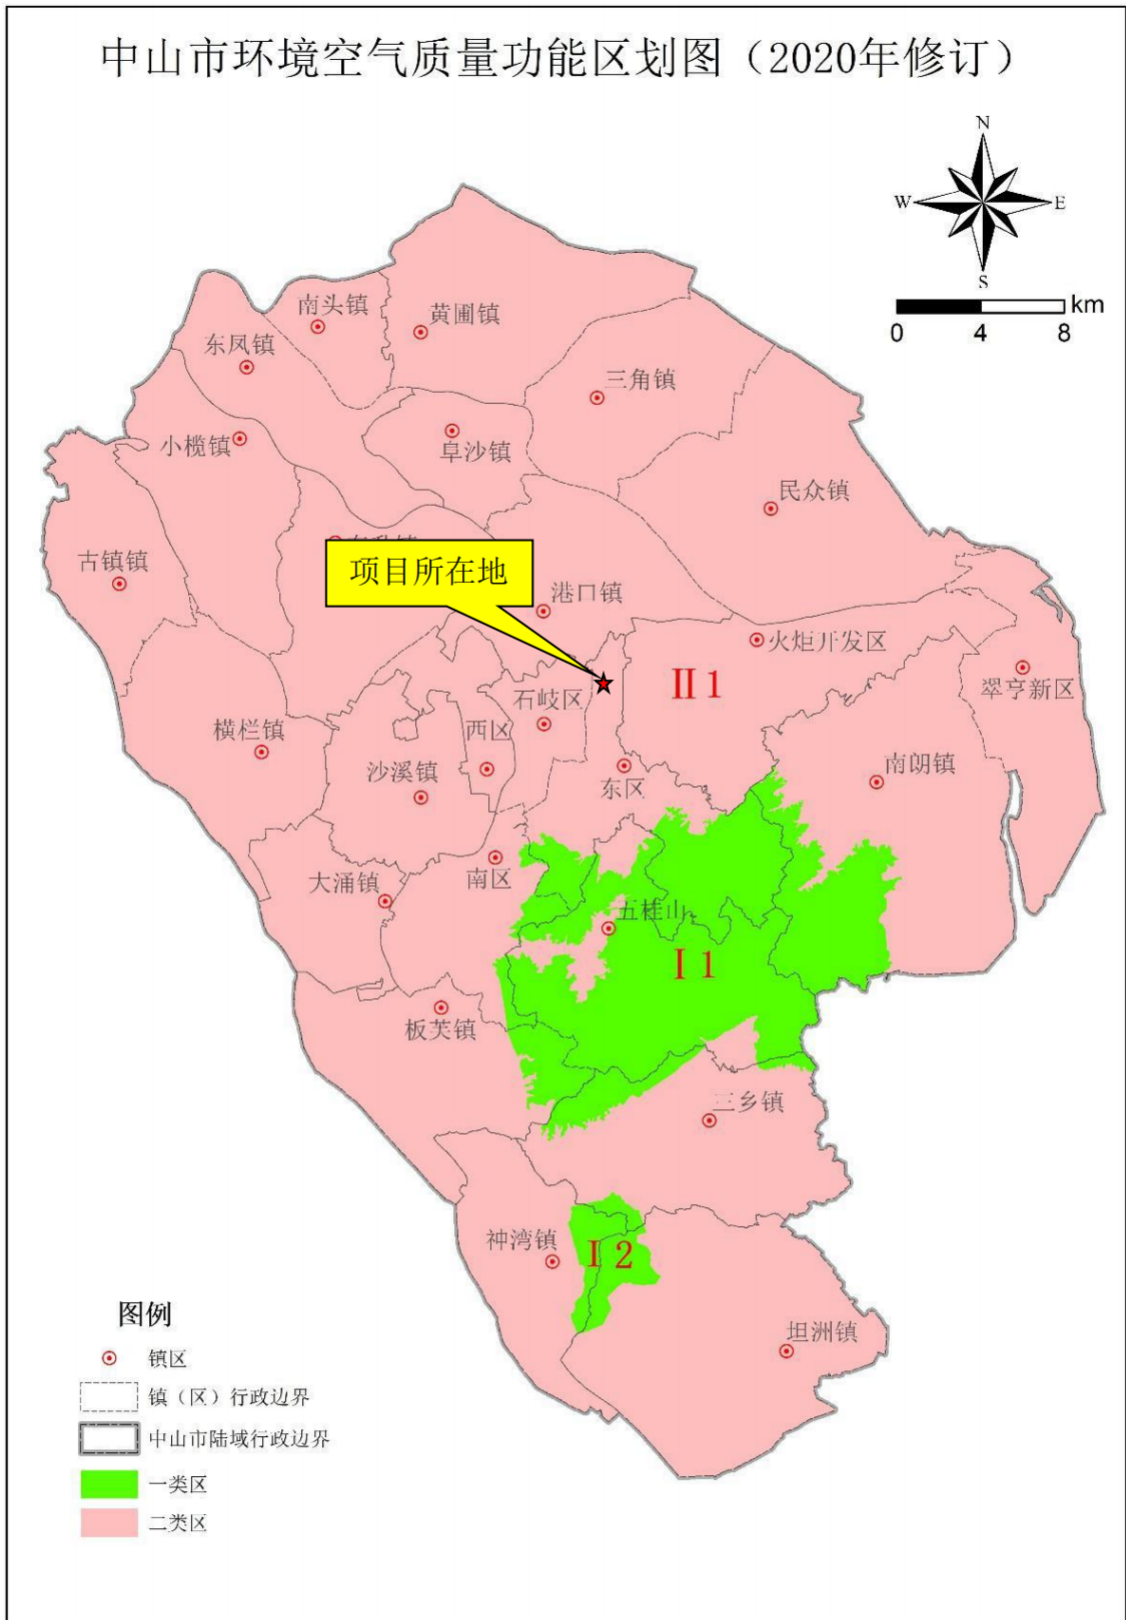 中山市环境空气质量功能区划图（2020年修订）
N
W
E
S
km
0 4 8
南头镇
黄圃镇
东凤镇
三角镇
小榄镇
阜沙镇
民众镇
古镇镇
项目所在地
港口镇
火炬开发区
II 1
翠亨新区
石岐区
横栏镇
西区
沙溪镇
东区
南朗镇
南区
大涌镇
五桂山
I 1
板芙镇
三乡镇
神湾镇
I 2
坦洲镇
图例
镇区
镇（区）行政边界
中山市陆域行政边界
一类区
二类区